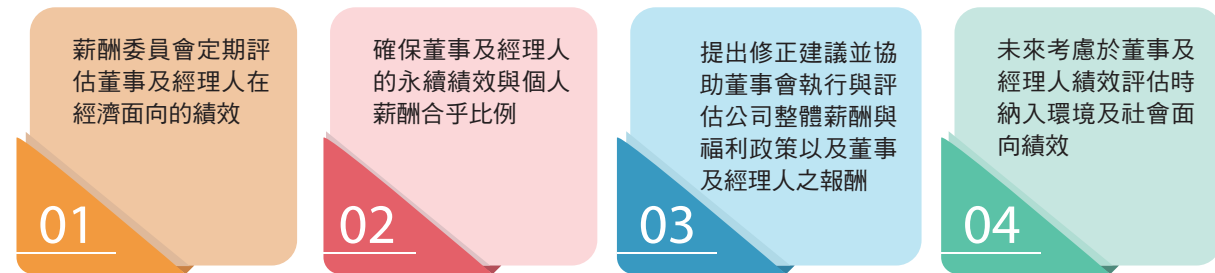 薪酬委員會定期評
估董事及經理人在
經濟面向的績效
01
確保董事及經理人
的永續績效與個人
薪酬合乎比例
02
提出修正建議並協
助董事會執行與評
估公司整體薪酬與
福利政策以及董事
及經理人之報酬
03
未來考慮於董事及
經理人績效評估時
納入環境及社會面
向績效
04